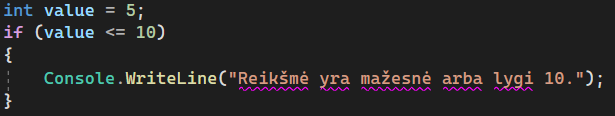 int value = 5;
if (value <= 10)
{
    Console.WriteLine("Reikšmė yra mažesnė arba lygi 10.");
}